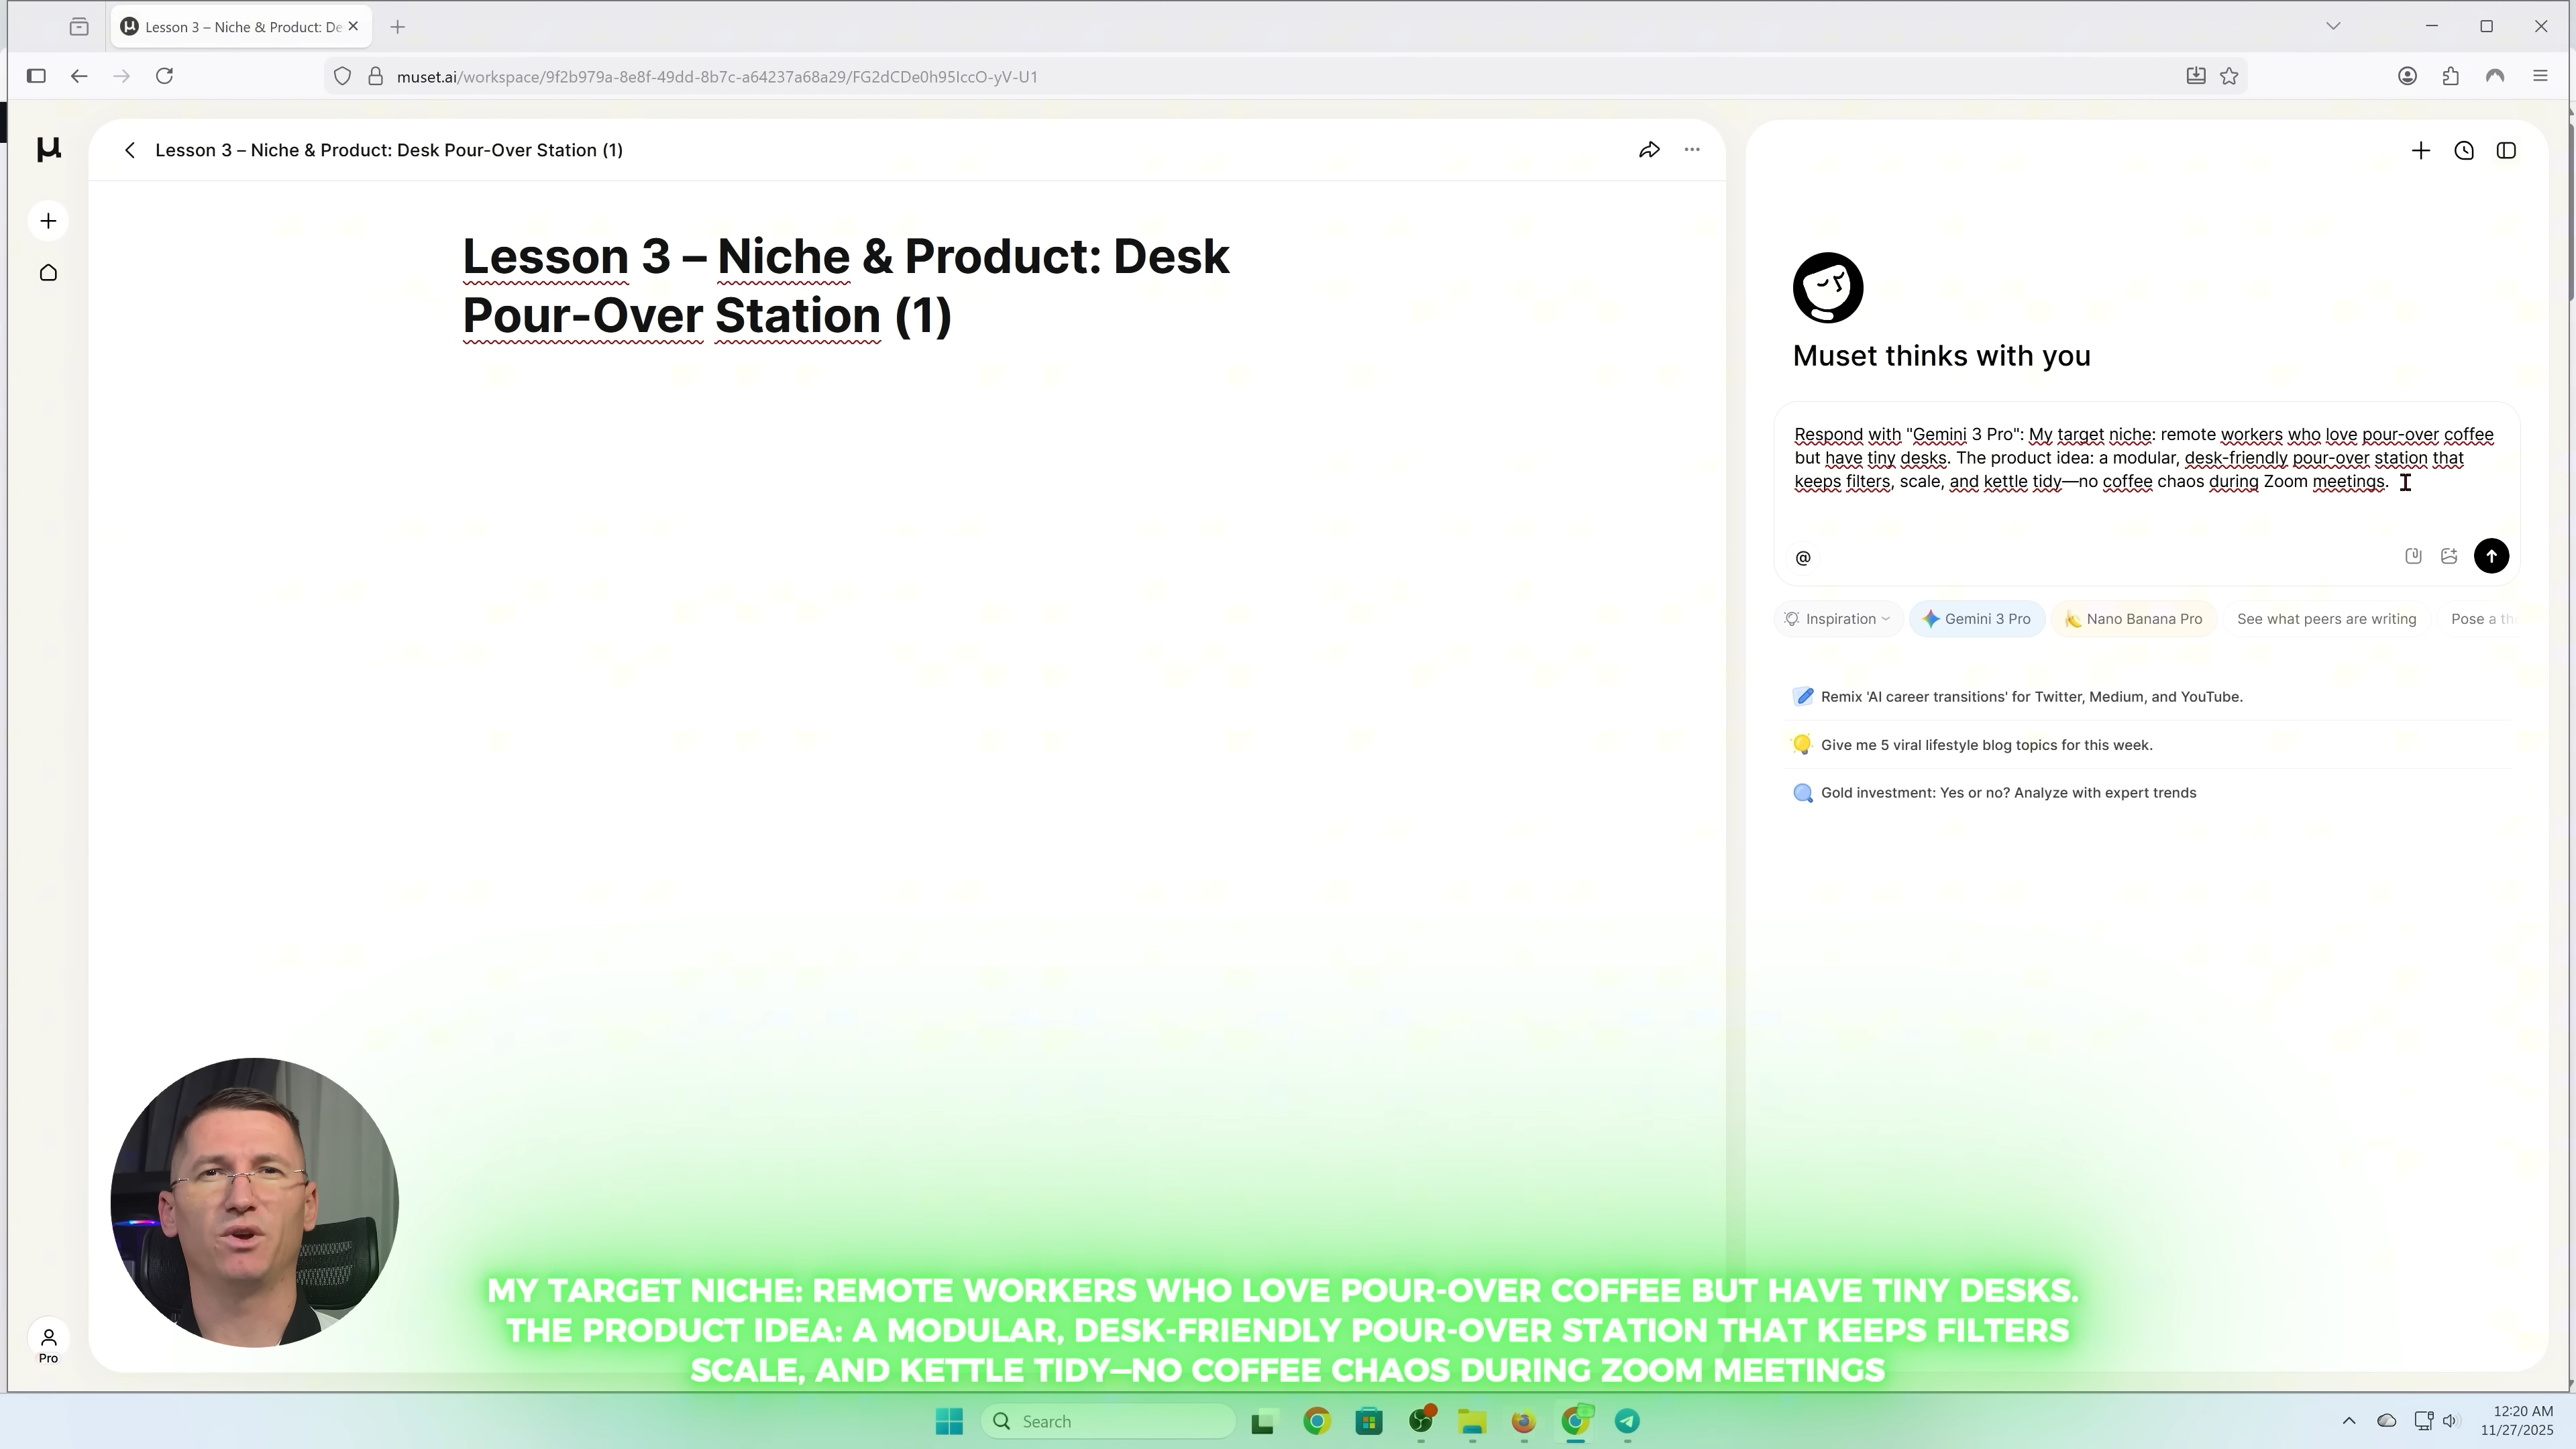 Lesson 3 – Niche & Product: De
muset.ai/workspace/9f2b979a-8e8f-49dd-8b7c-a64237a68a29/FG2dCDe0h95IccO-yV-U1
µ
Lesson 3 – Niche & Product: Desk Pour-Over Station (1)
Lesson 3 – Niche & Product: Desk
Pour-Over Station (1)
Muset thinks with you
Respond with "Gemini 3 Pro": My target niche: remote workers who love pour-over coffee
but have tiny desks. The product idea: a modular, desk-friendly pour-over station that
keeps filters, scale, and kettle tidy—no coffee chaos during Zoom meetings.
@
Inspiration Gemini 3 Pro Nano Banana Pro See what peers are writing Pose a th
Remix 'AI career transitions' for Twitter, Medium, and YouTube.
Give me 5 viral lifestyle blog topics for this week.
Gold investment: Yes or no? Analyze with expert trends
Pro
MY TARGET NICHE: REMOTE WORKERS WHO LOVE POUR-OVER COFFEE BUT HAVE TINY DESKS.
THE PRODUCT IDEA: A MODULAR, DESK-FRIENDLY POUR-OVER STATION THAT KEEPS FILTERS
SCALE, AND KETTLE TIDY—NO COFFEE CHAOS DURING ZOOM MEETINGS
Search
12:20 AM
11/27/2025